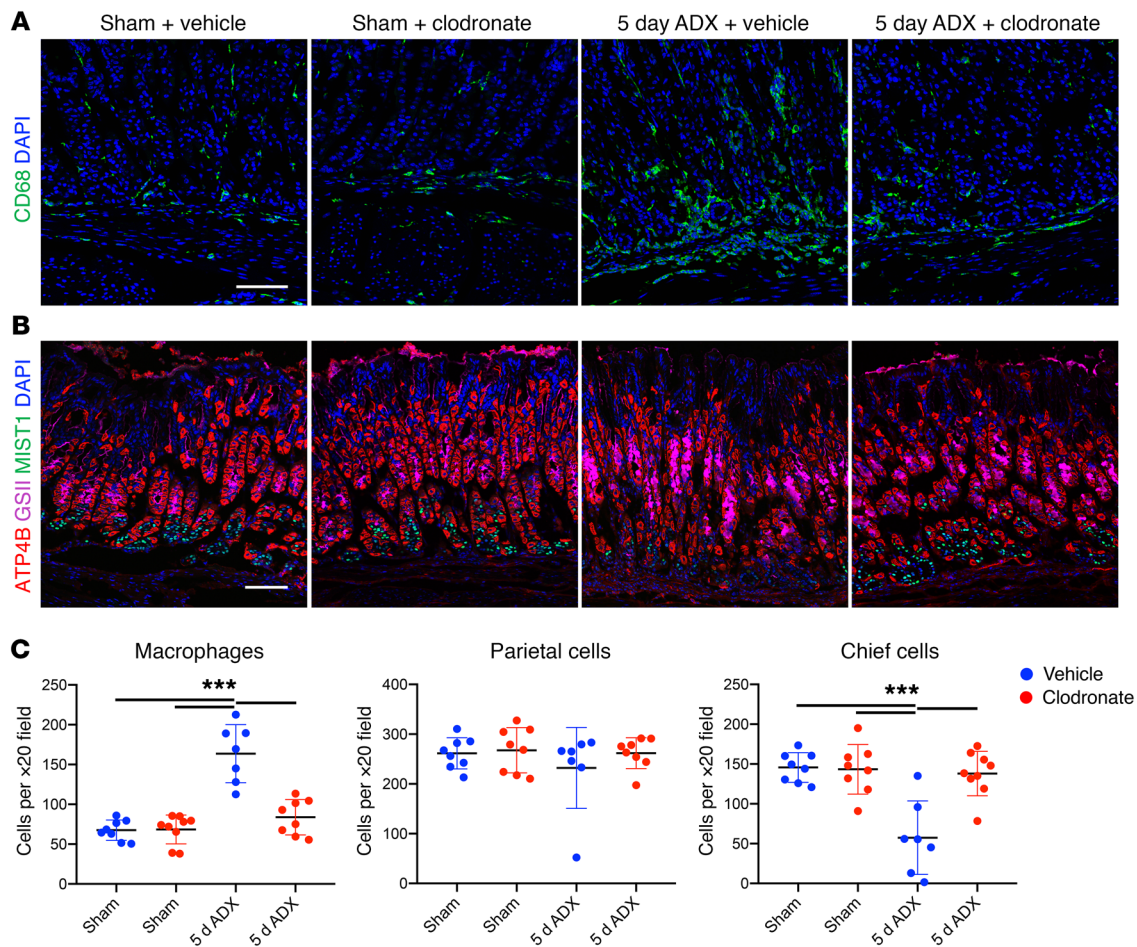 A
Sham + vehicle
Sham + clodronate
5 day ADX + vehicle
5 day ADX + clodronate
CD68 DAPI
B
ATP4B GSII MIST1 DAPI
C
Macrophages
Cells per ×20 field
250
200
150
100
50
0
***
Sham
Sham
5 d ADX
5 d ADX
Parietal cells
Cells per ×20 field
400
300
200
100
0
Sham
Sham
5 d ADX
5 d ADX
Chief cells
Cells per ×20 field
250
200
150
100
50
0
***
Sham
Sham
5 d ADX
5 d ADX
Vehicle
Clodronate